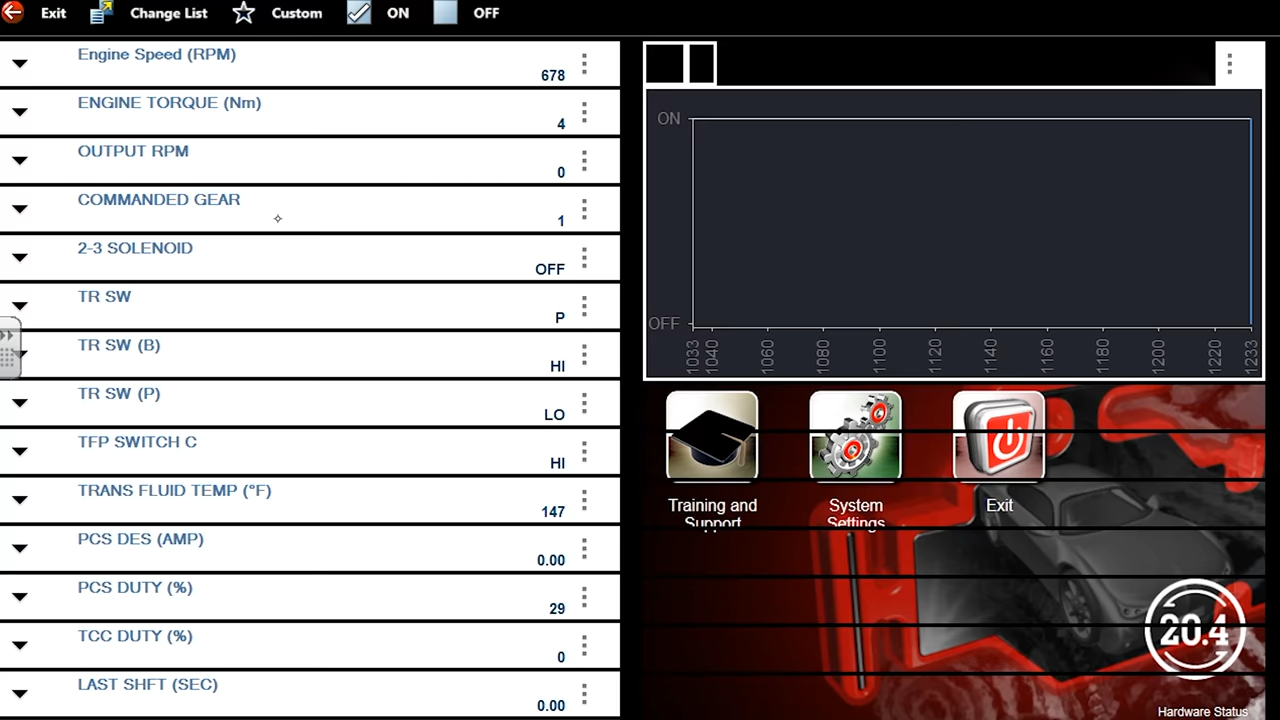 Exit Change List Custom ON OFF
Engine Speed (RPM)
678
ENGINE TORQUE (Nm)
4
OUTPUT RPM
0
COMMANDED GEAR
1
2-3 SOLENOID
OFF
TR SW
P
TR SW (B)
HI
TR SW (P)
LO
TFP SWITCH C
HI
TRANS FLUID TEMP (°F)
147
PCS DES (AMP)
0.00
PCS DUTY (%)
29
TCC DUTY (%)
0
LAST SHFT (SEC)
0.00
ON
OFF
1033 1040 1060 1080 1100 1120 1140 1160 1180 1200 1220 1233
Training and
Support
System
Settings
Exit
20.4
Hardware Status